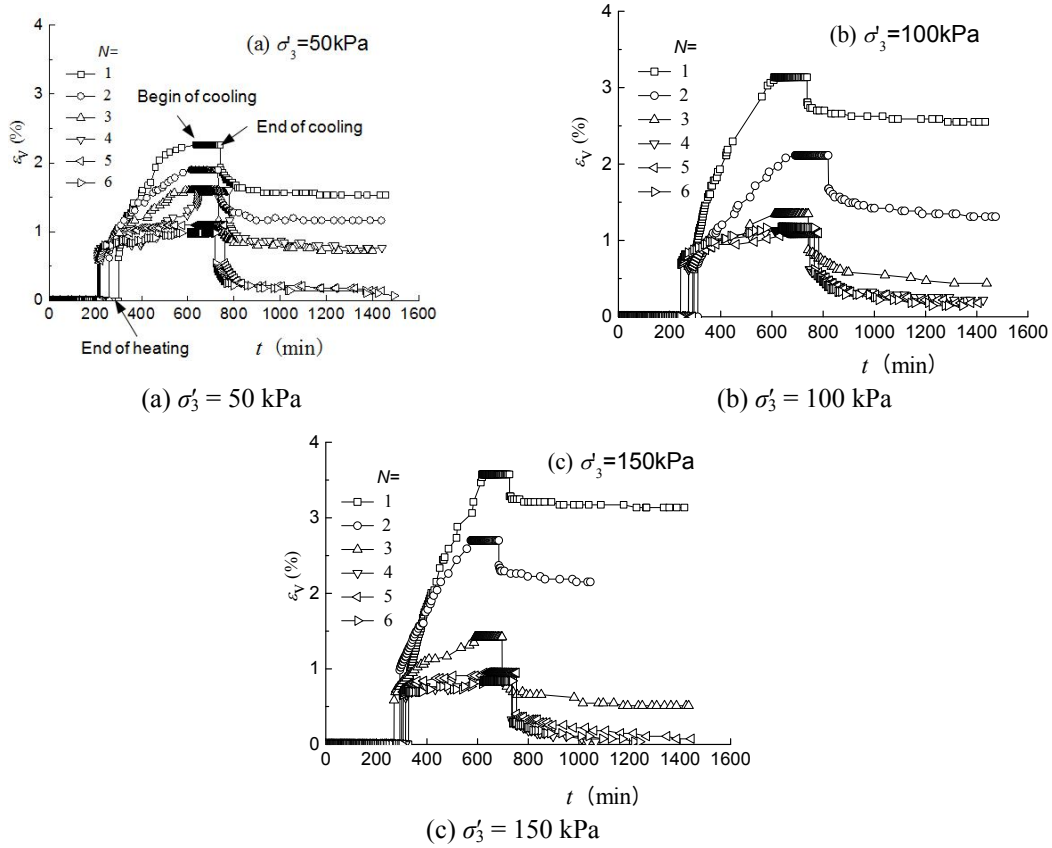 (a) σ'₃=50kPa
N=
1
2
3
4
5
6
Begin of cooling
End of cooling
End of heating
εV (%)
4
3
2
1
0
0 200 400 600 800 1000 1200 1400 1600
t (min)
(a) σ′₃ = 50 kPa
(b) σ'₃=100kPa
N=
1
2
3
4
5
6
εV (%)
4
3
2
1
0
0 200 400 600 800 1000 1200 1400 1600
t (min)
(b) σ′₃ = 100 kPa
(c) σ'₃=150kPa
N=
1
2
3
4
5
6
εV (%)
4
3
2
1
0
0 200 400 600 800 1000 1200 1400 1600
t (min)
(c) σ′₃ = 150 kPa